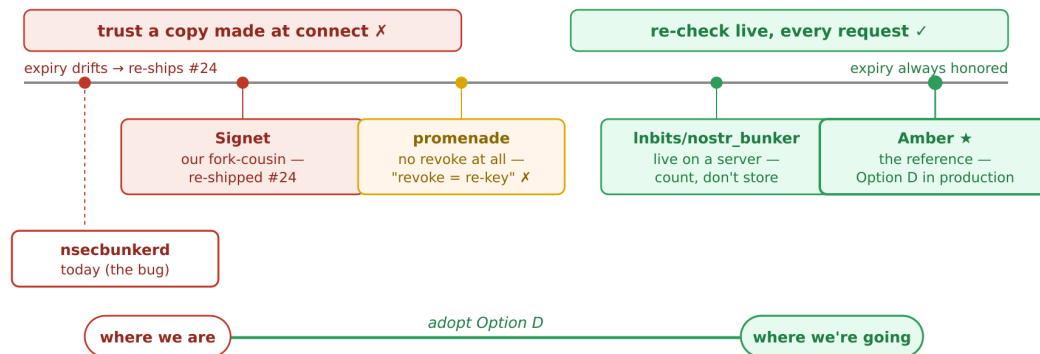 trust a copy made at connect ✗
re-check live, every request ✓
expiry drifts → re-ships #24
expiry always honored
Signet
our fork-cousin —
re-shipped #24
promenade
no revoke at all —
"revoke = re-key" ✗
lnbits/nostr_bunker
live on a server —
count, don't store
Amber ★
the reference —
Option D in production
nsecbunkerd
today (the bug)
adopt Option D
where we are
where we're going